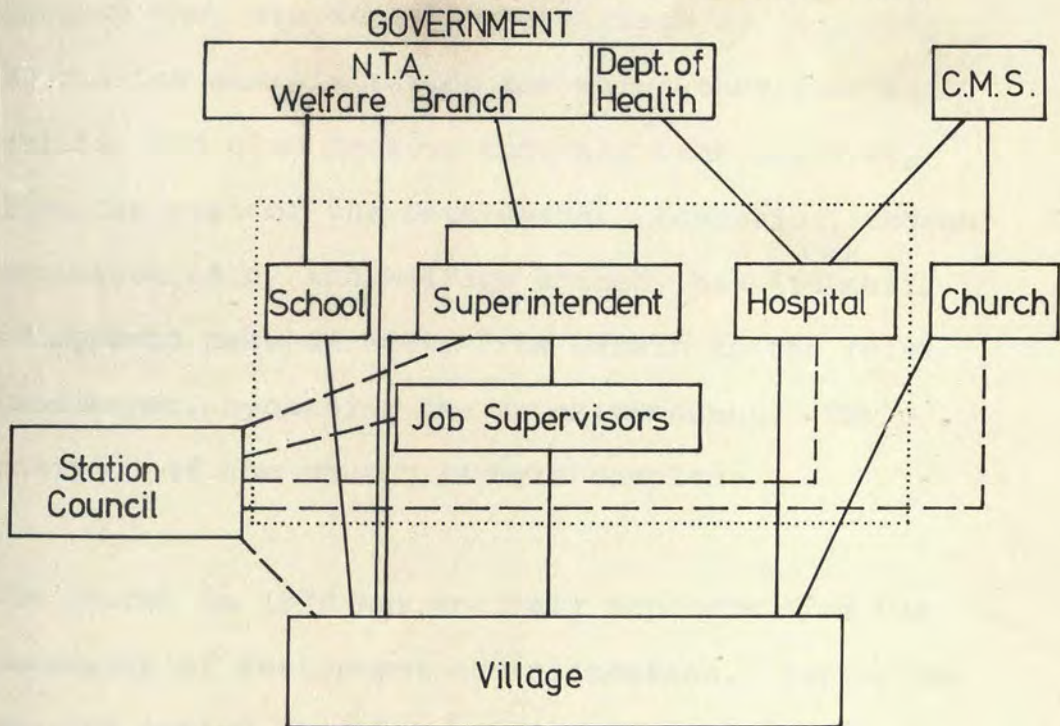 GOVERNMENT
N.T.A.
Welfare Branch
Dept. of
Health
C.M.S.
School
Superintendent
Hospital
Church
Job Supervisors
Station
Council
Village